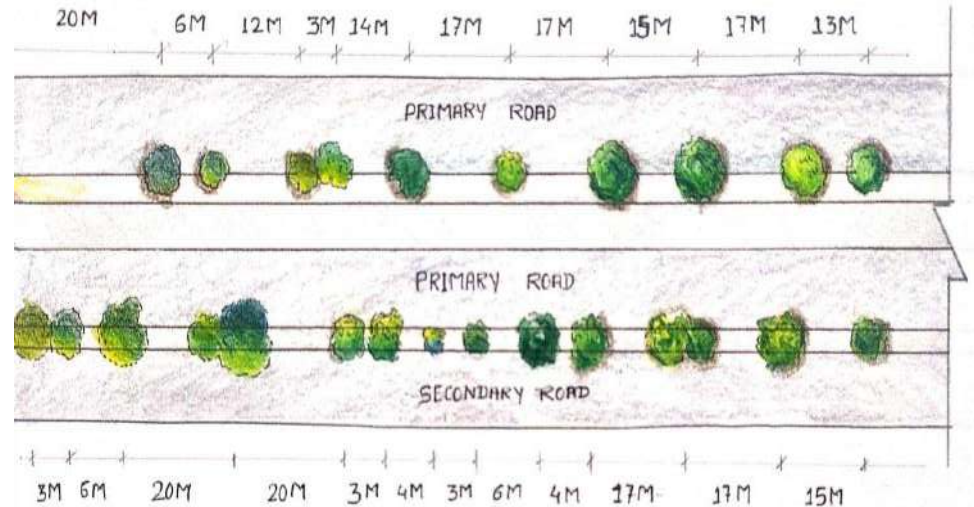 20M 6M 12M 3M 14M 17M 17M 15M 17M 13M
PRIMARY ROAD
PRIMARY ROAD
SECONDARY ROAD
3M 6M 20M 20M 3M 4M 3M 6M 4M 17M 17M 15M